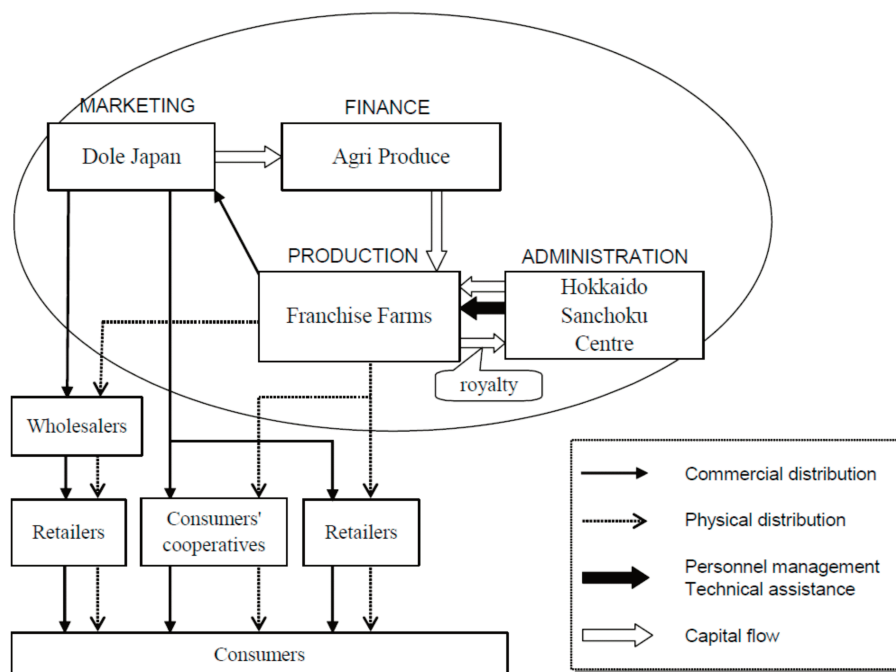 MARKETING
FINANCE
Dole Japan
Agri Produce
PRODUCTION
ADMINISTRATION
Franchise Farms
Hokkaido
Sanchoku
Centre
royalty
Wholesalers
Retailers
Consumers'
cooperatives
Retailers
Consumers
Commercial distribution
Physical distribution
Personnel management
Technical assistance
Capital flow